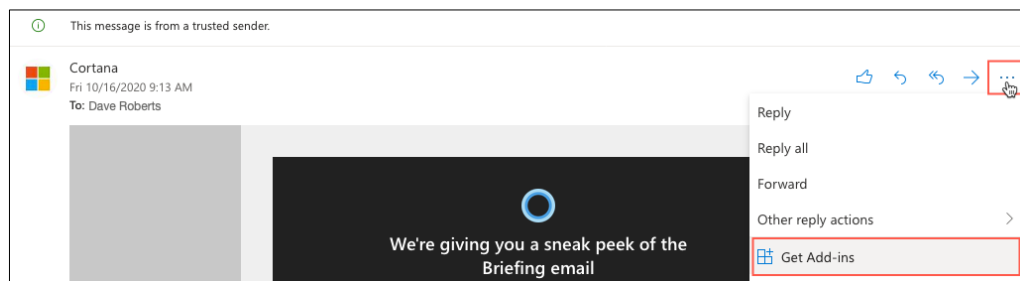 This message is from a trusted sender.
Cortana
Fri 10/16/2020 9:13 AM
To: Dave Roberts
Reply
Reply all
Forward
Other reply actions
Get Add-ins
We're giving you a sneak peek of the
Briefing email